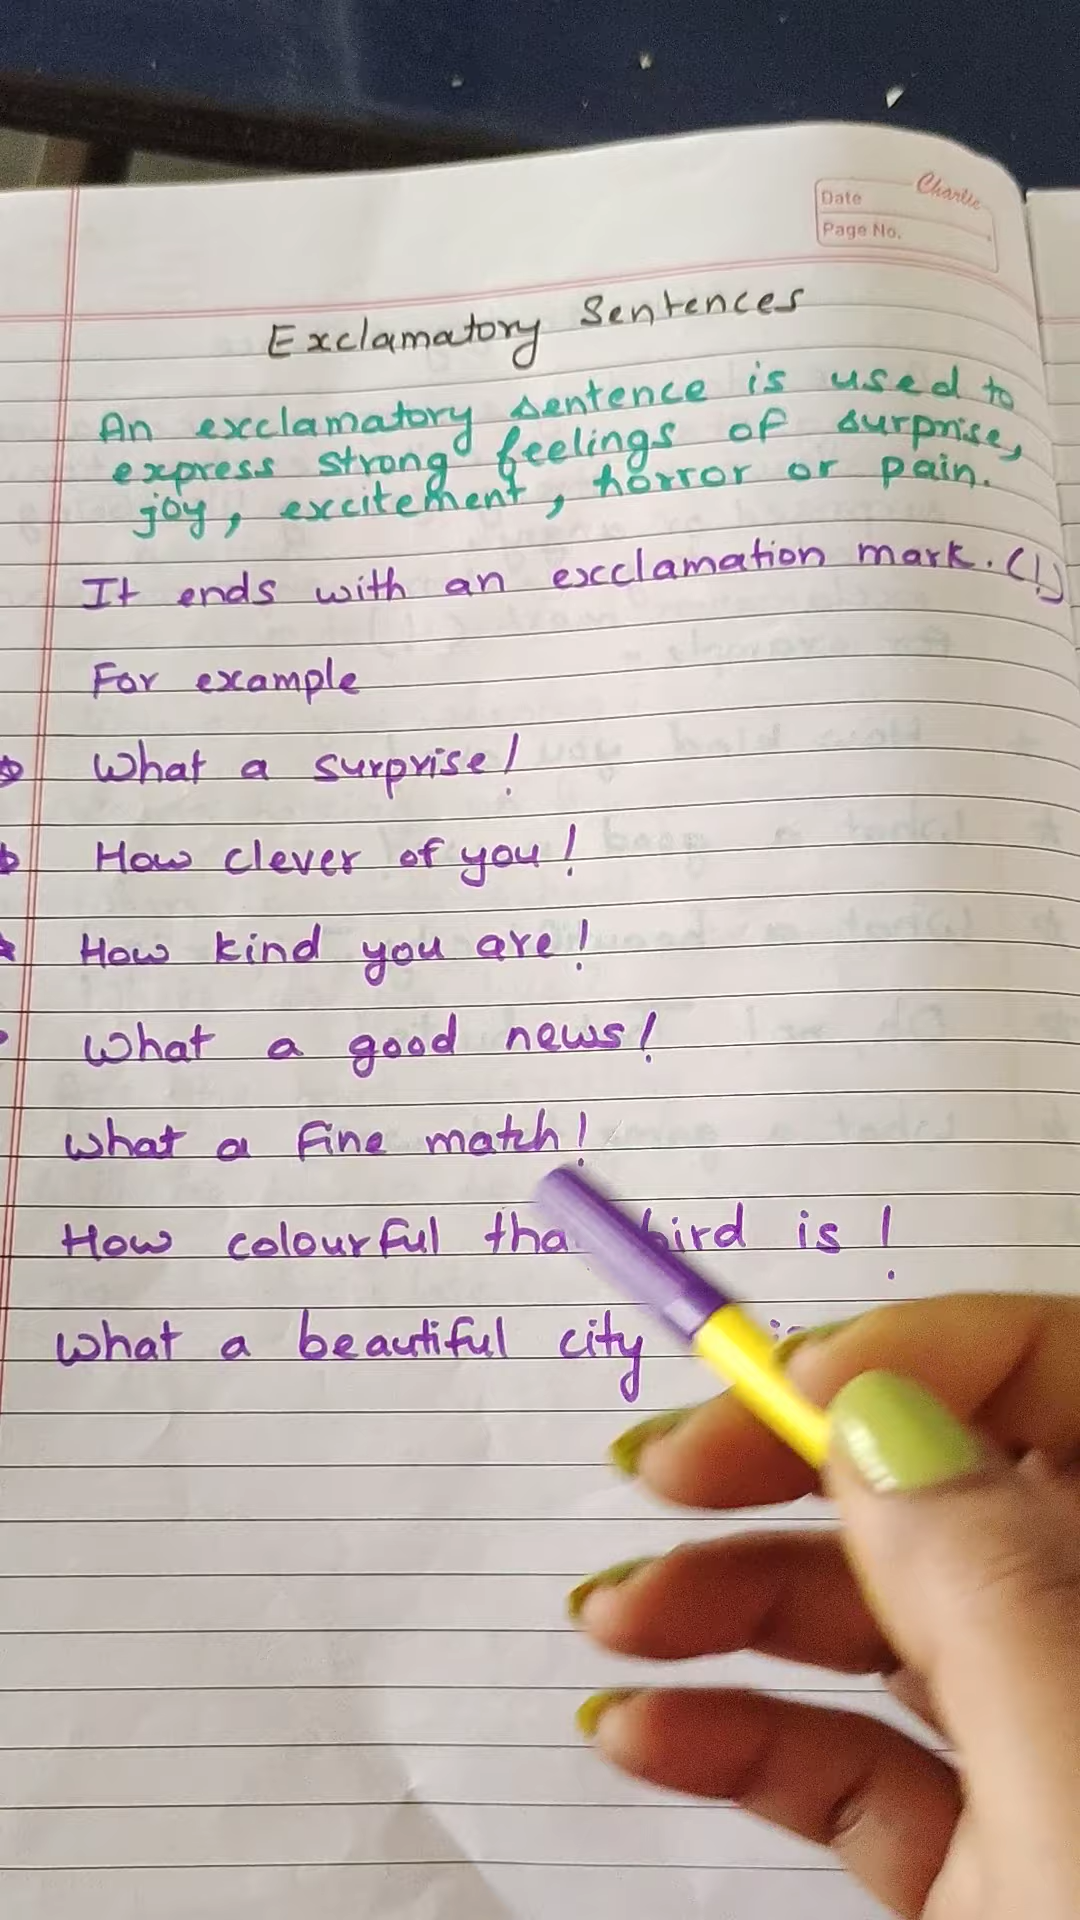 Charlie
Date
Page No.
Exclamatory Sentences
An exclamatory sentence is used to
express strong feelings of surprise,
joy, excitement, horror or pain.
It ends with an exclamation mark. (!)
For example
What a surprise!
How clever of you!
How kind you are!
What a good news!
What a fine match!
How colourful tha bird is!
What a beautiful city